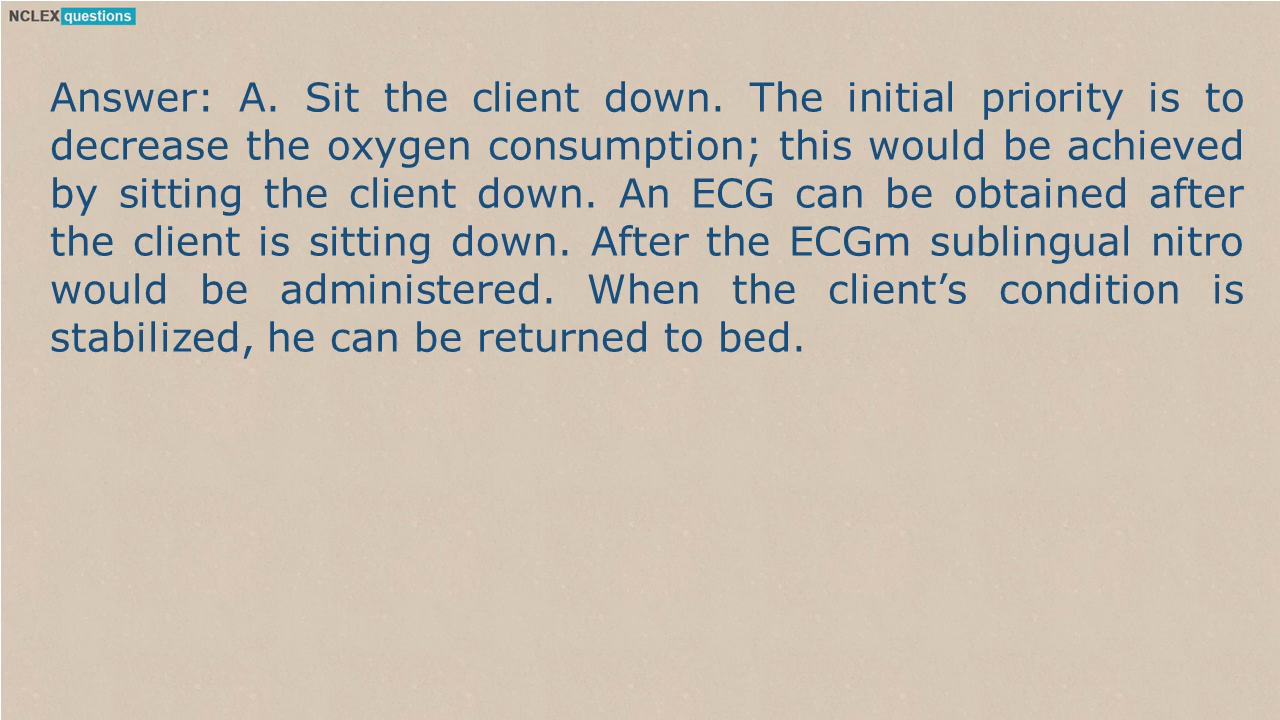 NCLEX questions
Answer: A. Sit the client down. The initial priority is to
decrease the oxygen consumption; this would be achieved
by sitting the client down. An ECG can be obtained after
the client is sitting down. After the ECGm sublingual nitro
would be administered. When the client’s condition is
stabilized, he can be returned to bed.